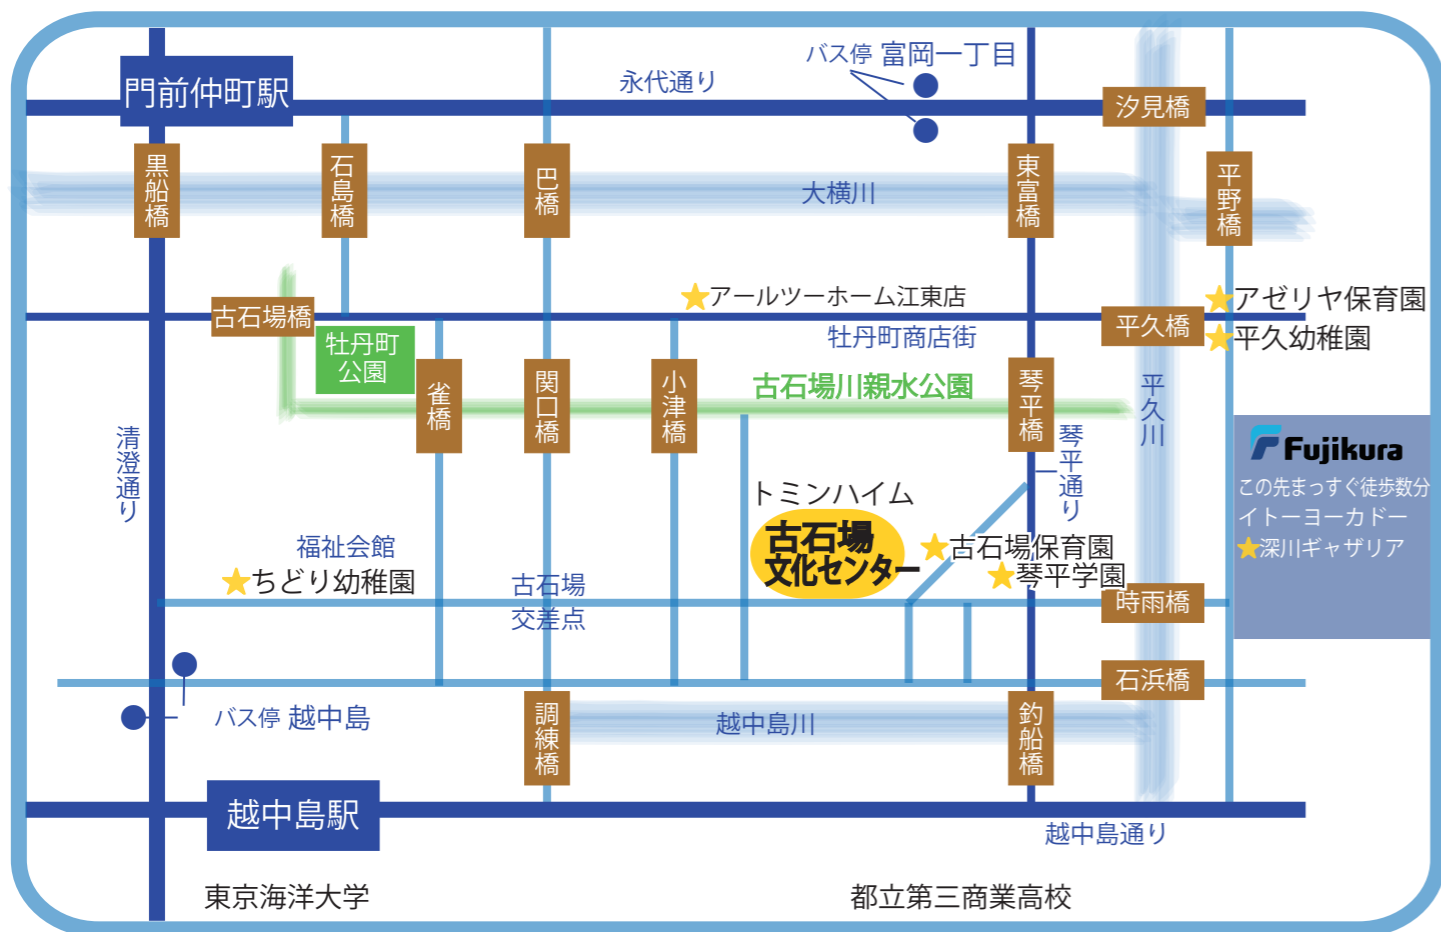 バス停 富岡一丁目
永代通り
門前仲町駅
汐見橋
黒船橋
石島橋
巴橋
東富橋
平野橋
大横川
アールツーホーム江東店
アゼリヤ保育園
古石場橋
平久橋
牡丹町商店街
平久幼稚園
牡丹町
公園
雀橋
関口橋
小津橋
古石場川親水公園
琴平橋
平久川
清澄通り
琴平通り
Fujikura
この先まっすぐ徒歩数分
イトーヨーカドー
深川ギャザリア
トミンハイム
古石場
文化センター
古石場保育園
琴平学園
福祉会館
ちどり幼稚園
古石場
交差点
時雨橋
石浜橋
バス停 越中島
調練橋
越中島川
釣船橋
越中島駅
越中島通り
東京海洋大学
都立第三商業高校